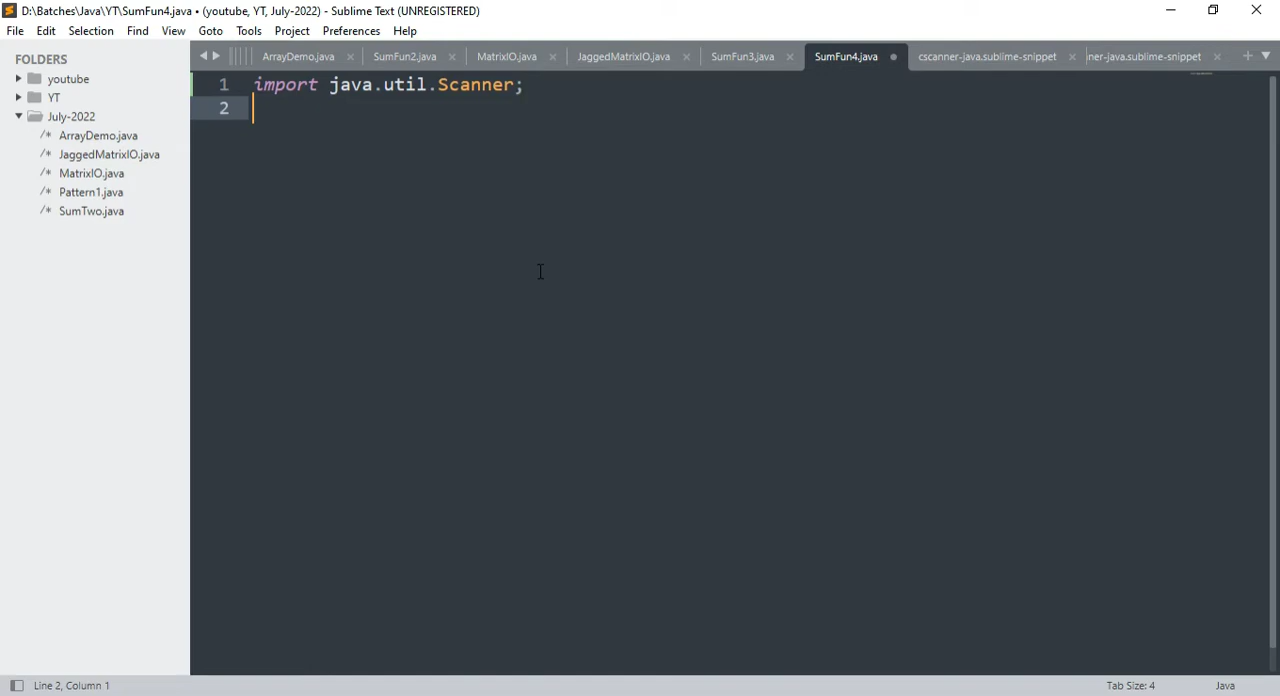 D:\Batches\Java\YT\SumFun4.java • (youtube, YT, July-2022) - Sublime Text (UNREGISTERED)
File Edit Selection Find View Goto Tools Project Preferences Help
FOLDERS
youtube
YT
July-2022
/* ArrayDemo.java
/* JaggedMatrixIO.java
/* MatrixIO.java
/* Pattern1.java
/* SumTwo.java
ArrayDemo.java SumFun2.java MatrixIO.java JaggedMatrixIO.java SumFun3.java SumFun4.java cscanner-java.sublime-snippet ner-java.sublime-snippet
1 import java.util.Scanner;
2
Line 2, Column 1 Tab Size: 4 Java